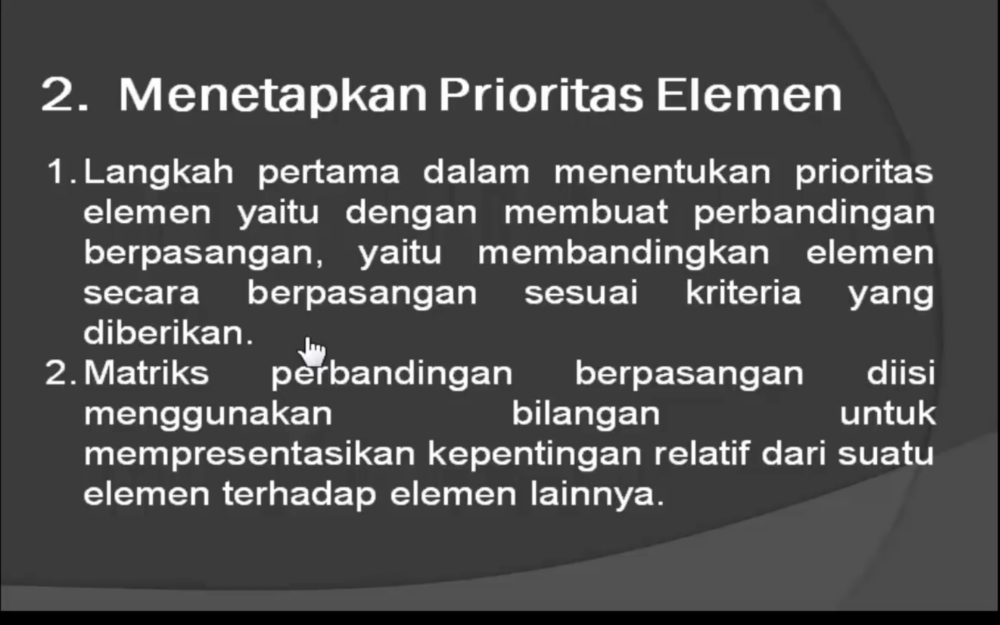 2. Menetapkan Prioritas Elemen
1. Langkah pertama dalam menentukan prioritas
elemen yaitu dengan membuat perbandingan
berpasangan, yaitu membandingkan elemen
secara berpasangan sesuai kriteria yang
diberikan.
2. Matriks perbandingan berpasangan diisi
menggunakan bilangan untuk
mempresentasikan kepentingan relatif dari suatu
elemen terhadap elemen lainnya.